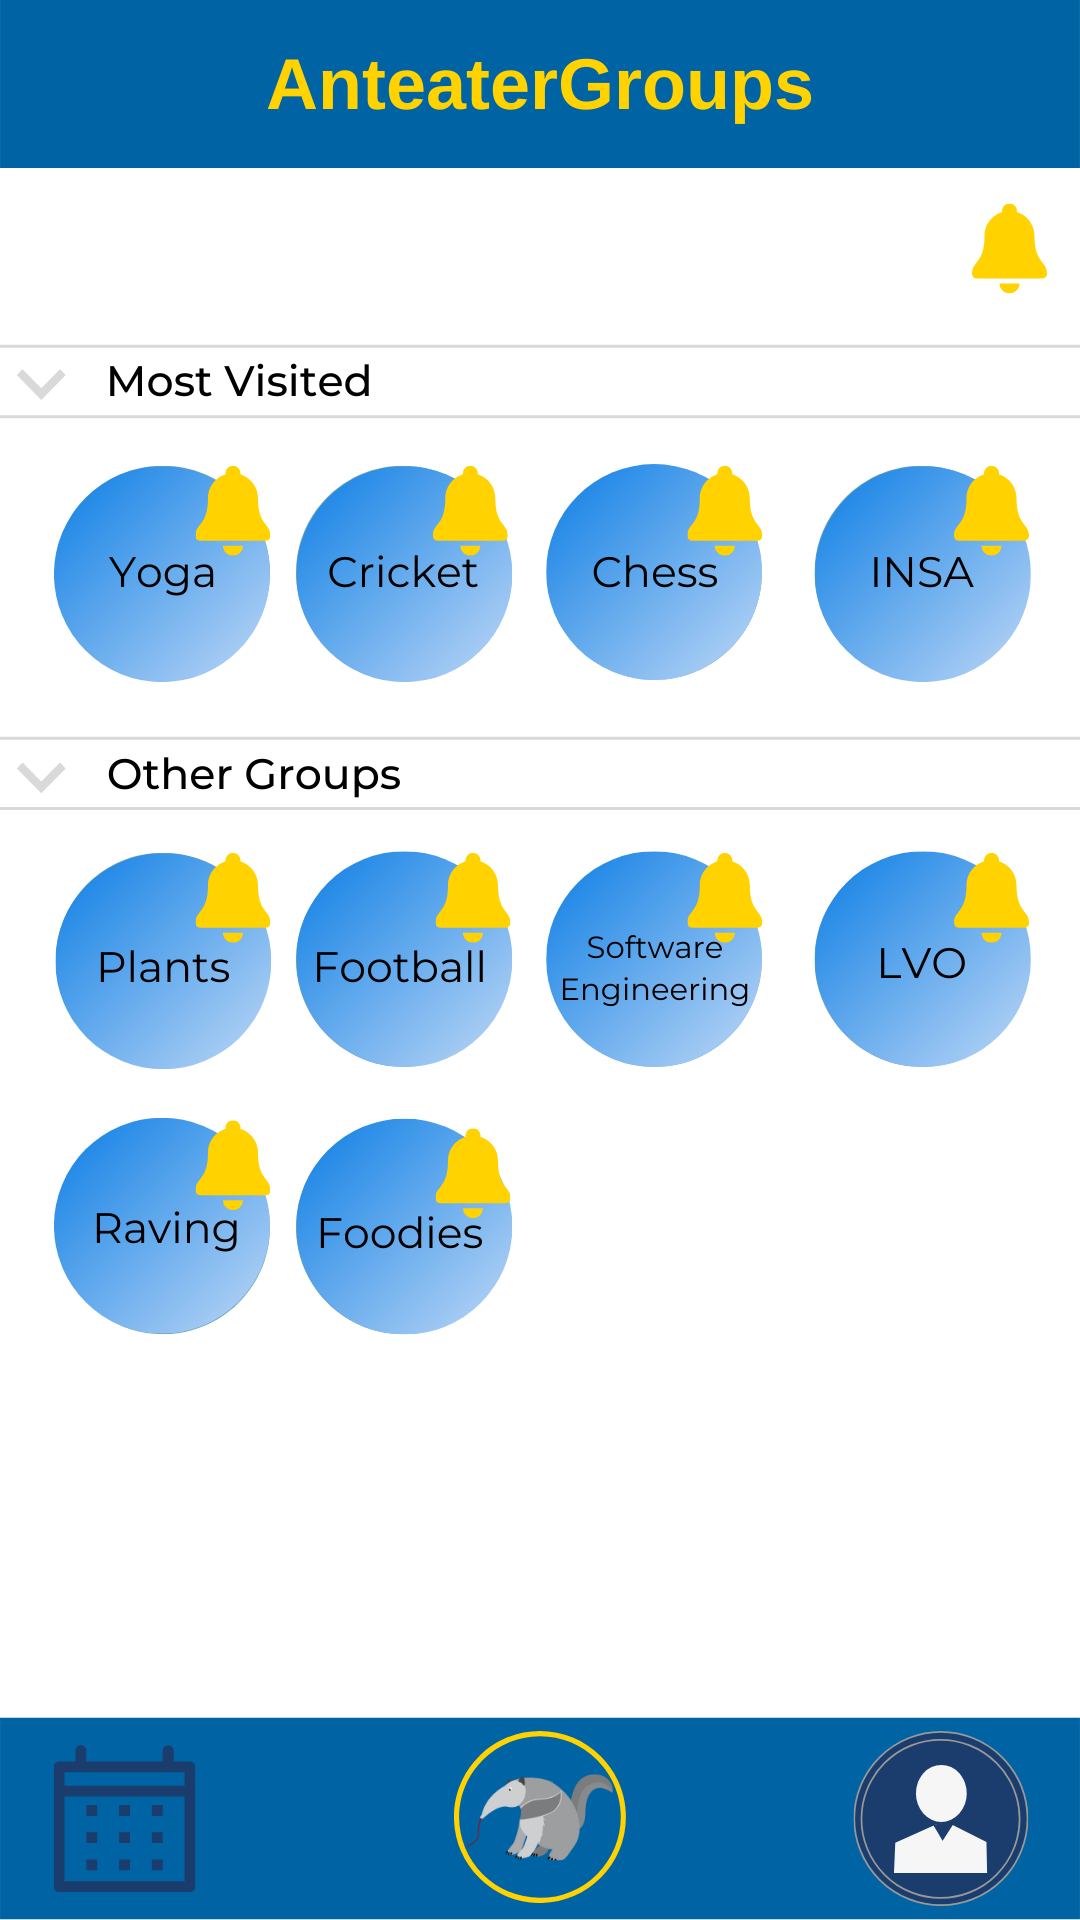 AnteaterGroups
Most Visited
Yoga
Cricket
Chess
INSA
Other Groups
Plants
Football
Software
Engineering
LVO
Raving
Foodies